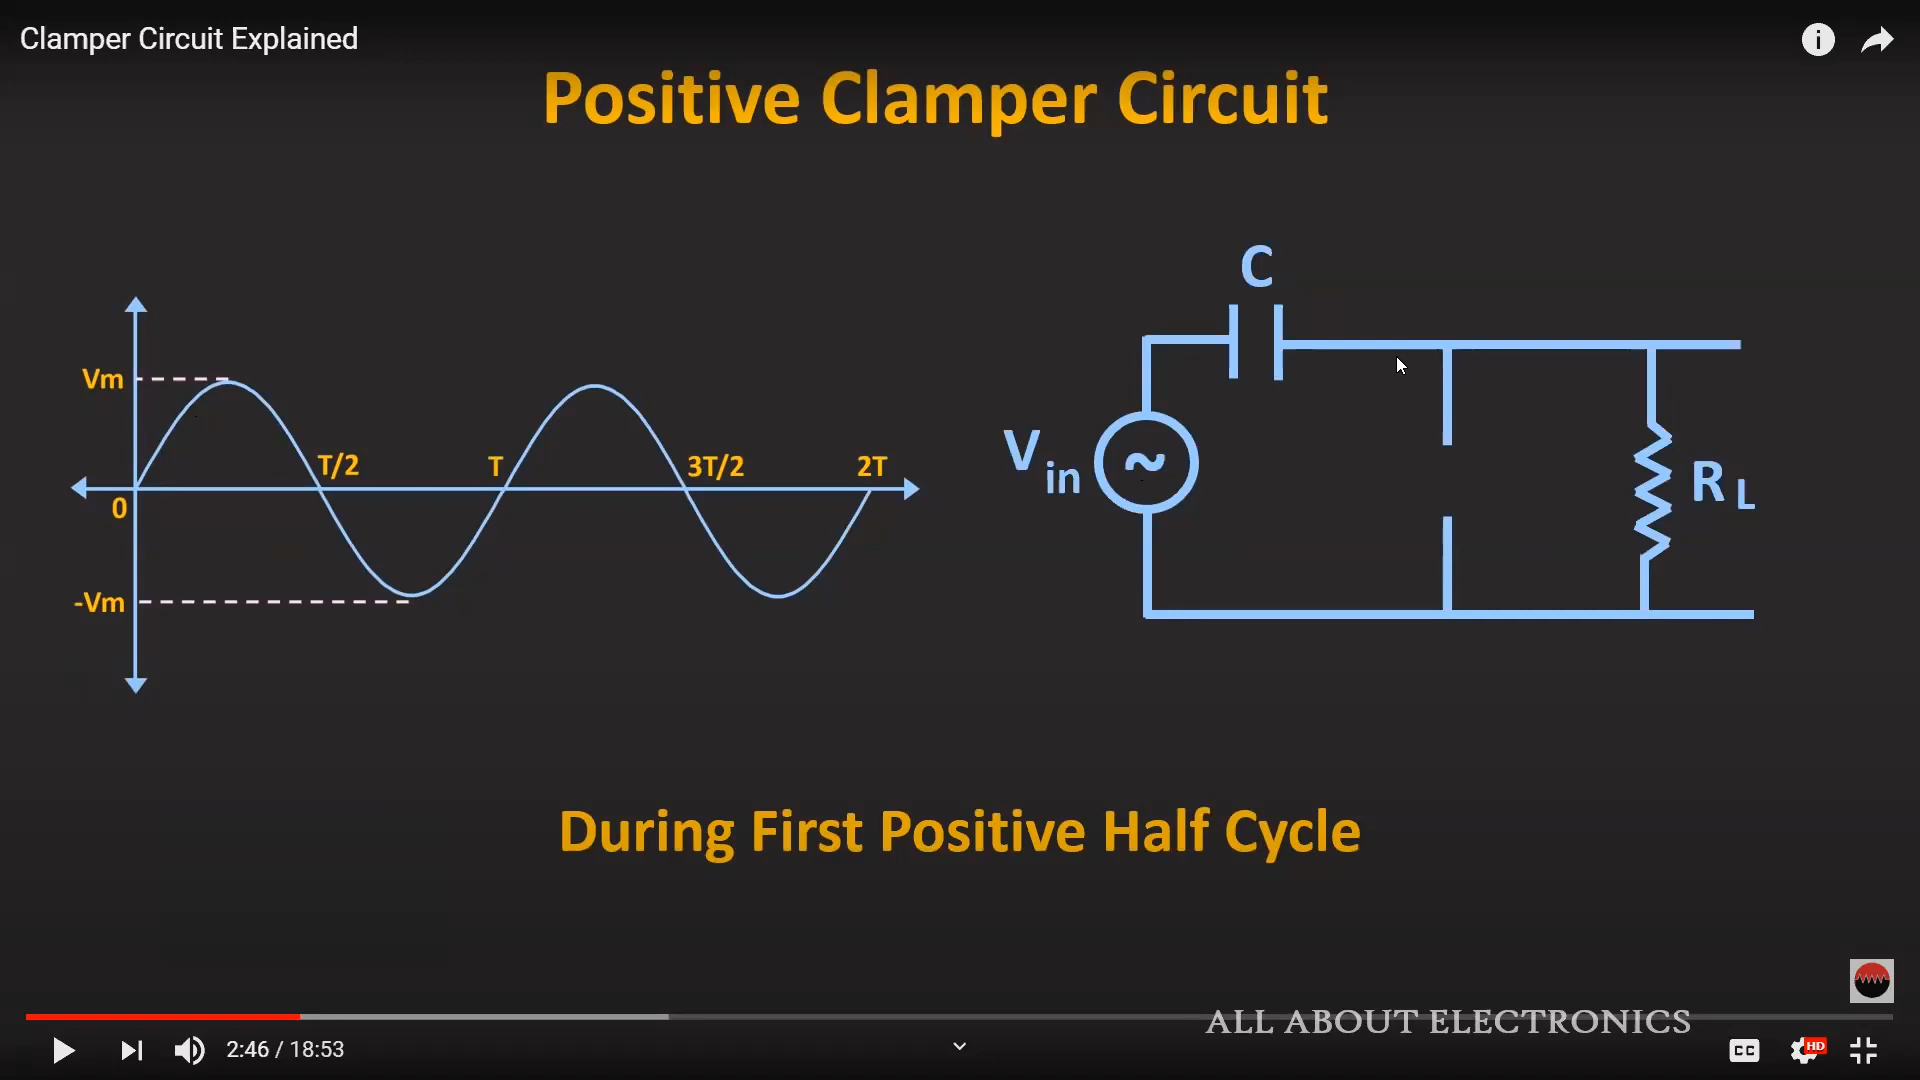 Clamper Circuit Explained
Positive Clamper Circuit
C
Vm
T/2
T
3T/2
2T
0
-Vm
V in
~
R L
During First Positive Half Cycle
ALL ABOUT ELECTRONICS
2:46 / 18:53
CC
HD